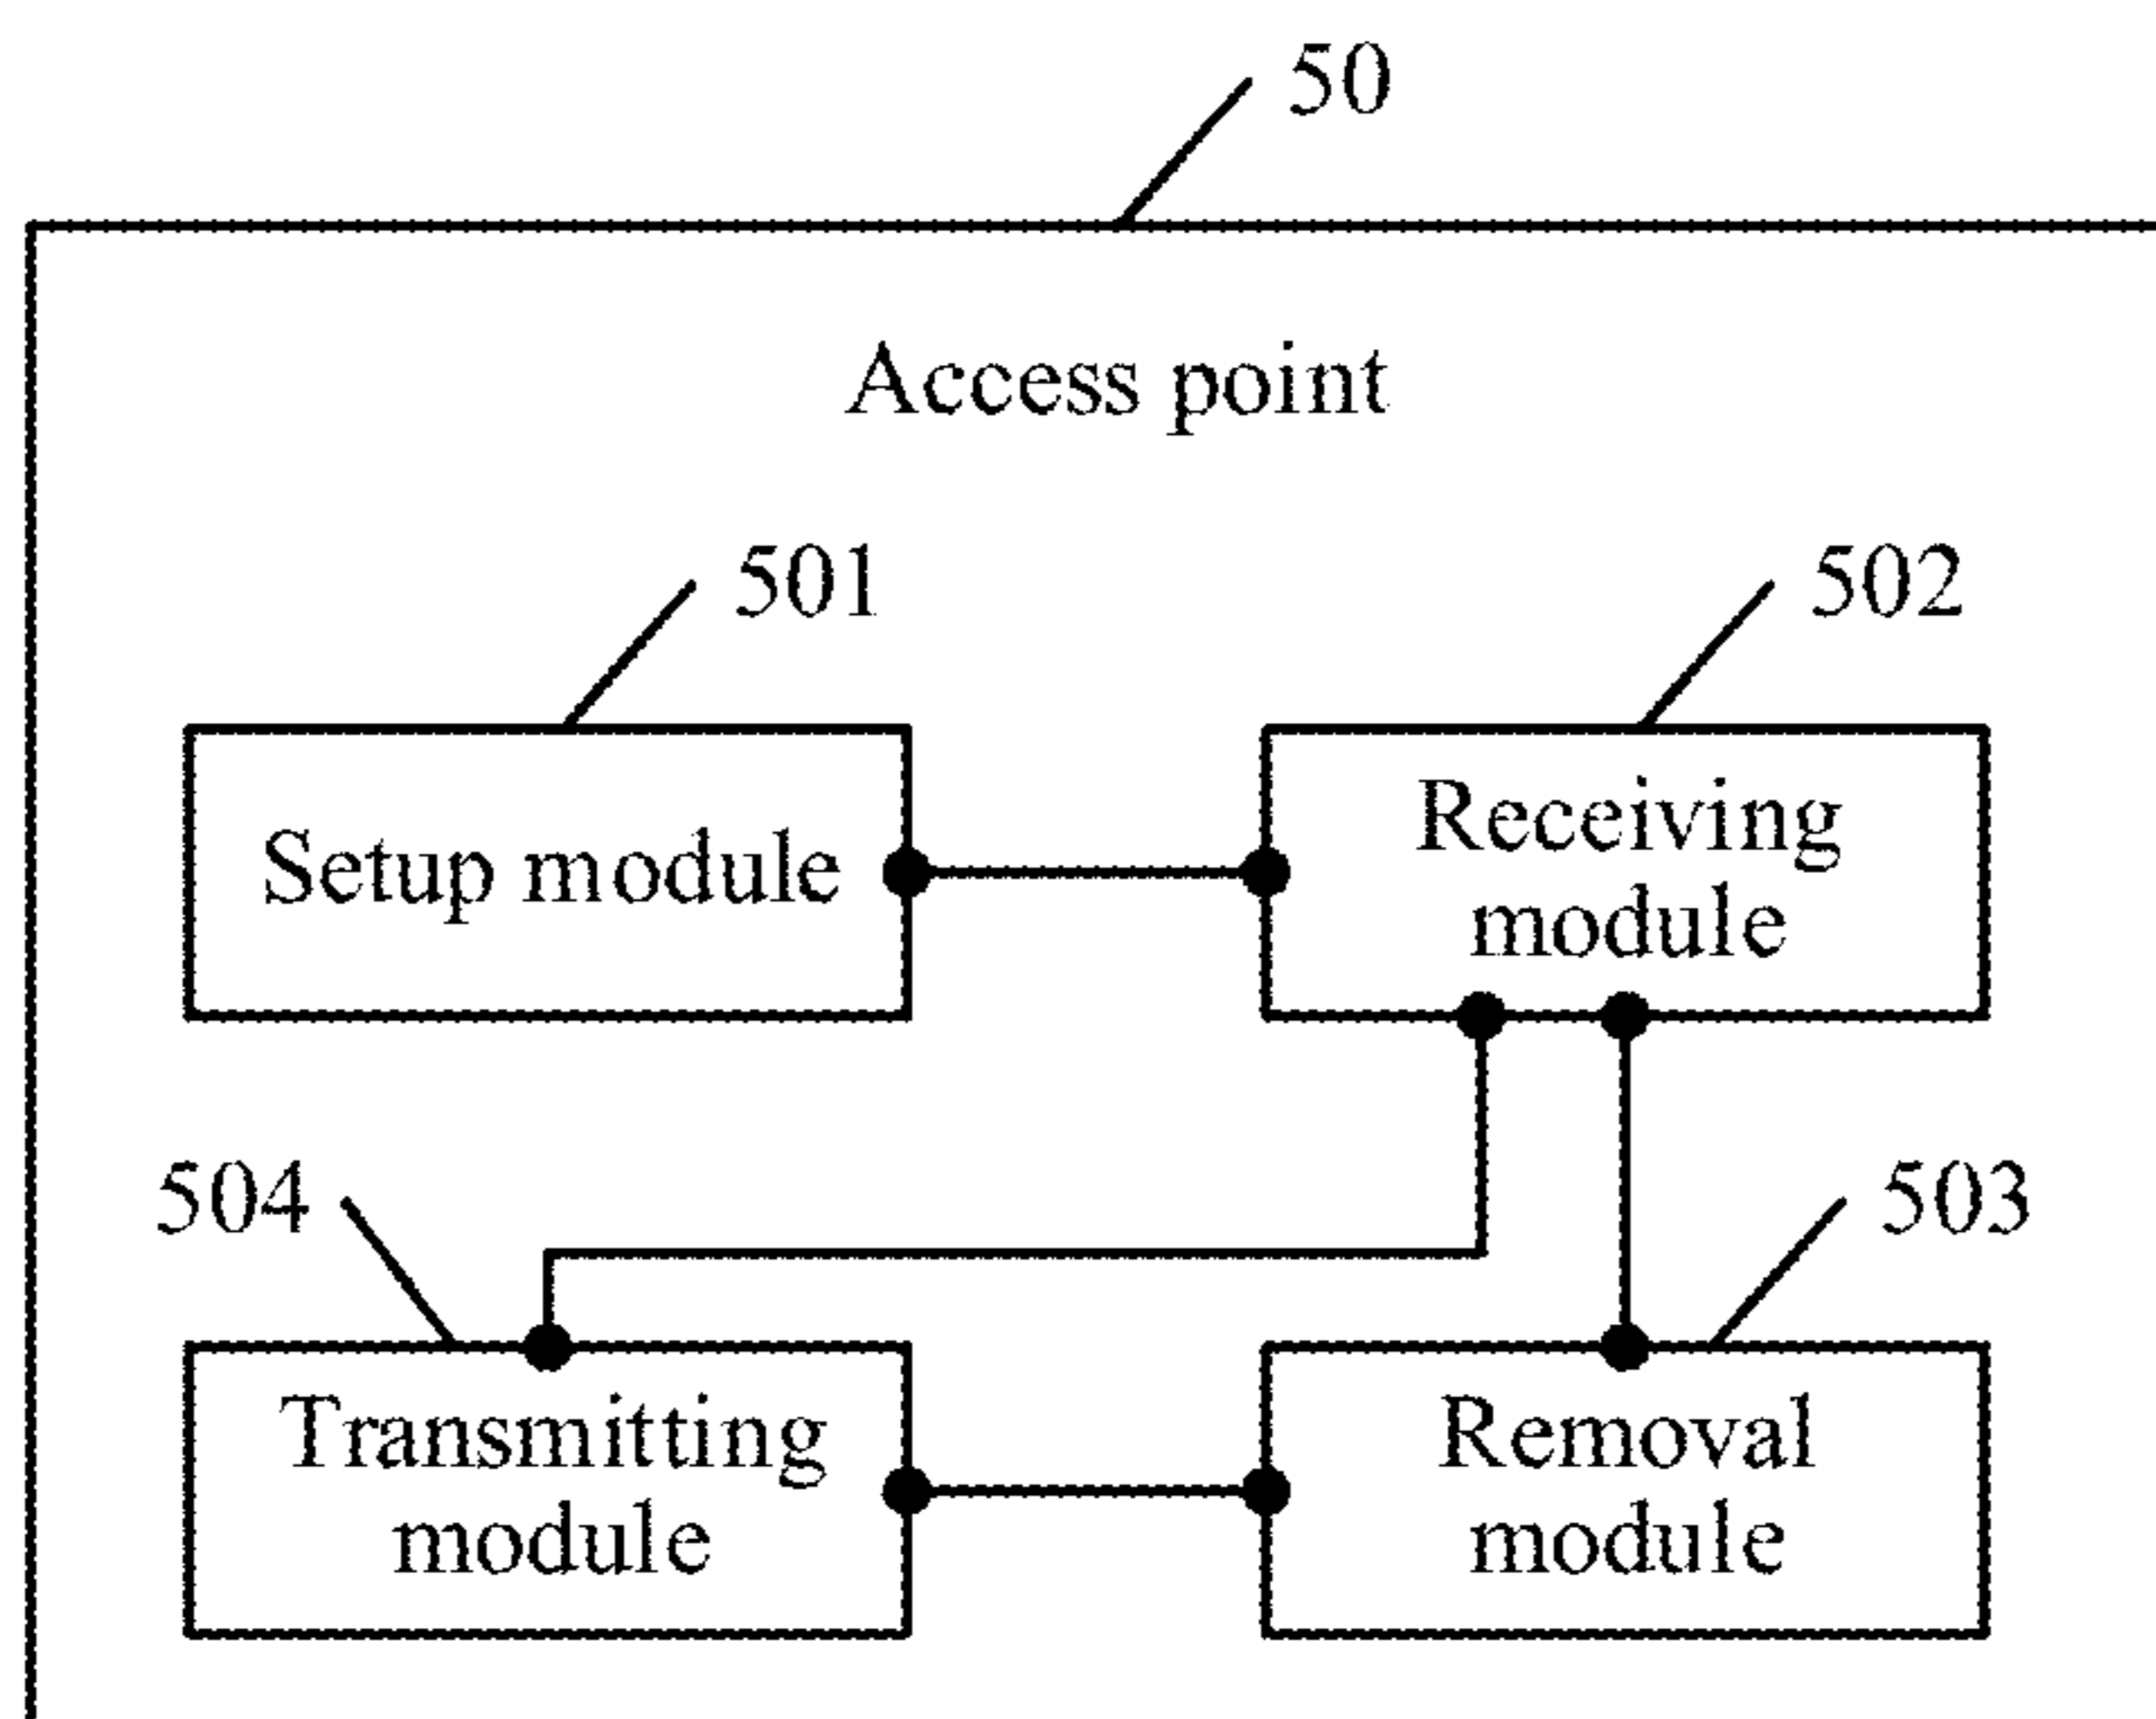 50
Access point
501
502
Setup module
Receiving
module
504
503
Transmitting
module
Removal
module